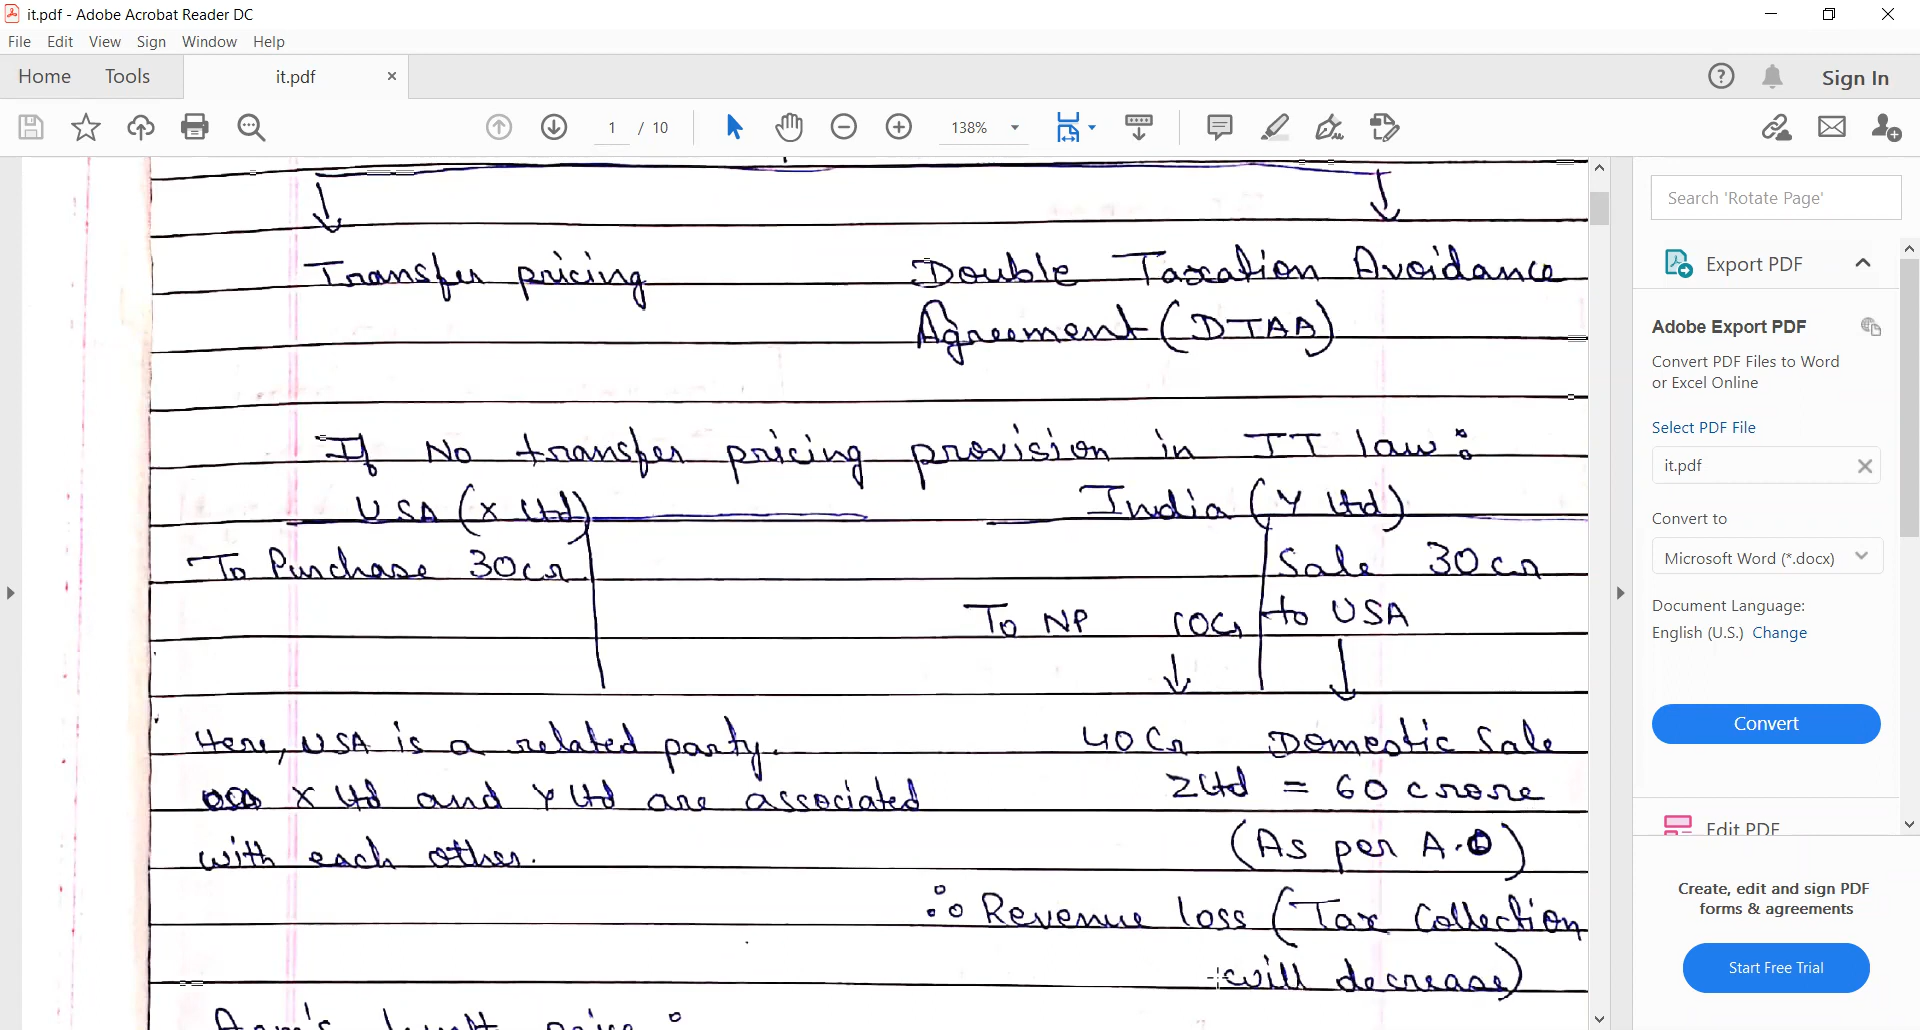 it.pdf - Adobe Acrobat Reader DC
File Edit View Sign Window Help
Home Tools it.pdf × Sign In
1 / 10 138%
Search 'Rotate Page'
Export PDF
Adobe Export PDF
Convert PDF Files to Word
or Excel Online
Select PDF File
it.pdf
Convert to
Microsoft Word (*.docx)
Document Language:
English (U.S.) Change
Convert
Edit PDF
Create, edit and sign PDF
forms & agreements
Start Free Trial
Transfer pricing Double Taxation Avoidance
Agreement (DTAA)
If No transfer pricing provision in IT law :
USA (X Ltd) India (Y Ltd)
To Purchase 30cr Sale 30cr
To NP 10Cr to USA
Here, USA is a related party. 40Cr Domestic Sale
X Ltd and Y Ltd are associated Z Ltd = 60 crore
with each other. (As per A.O)
∴ Revenue loss (Tax Collection
will decrease)
Arm's length price :